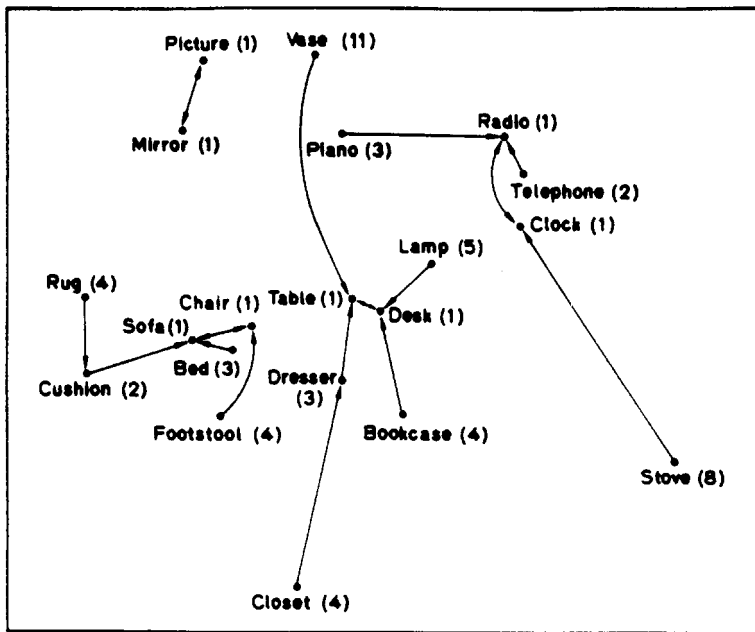 Picture (1)
Vase (11)
Mirror (1)
Piano (3)
Radio (1)
Telephone (2)
Clock (1)
Lamp (5)
Rug (4)
Chair (1)
Table (1)
Desk (1)
Sofa (1)
Bed (3)
Cushion (2)
Dresser
(3)
Footstool (4)
Bookcase (4)
Stove (8)
Closet (4)